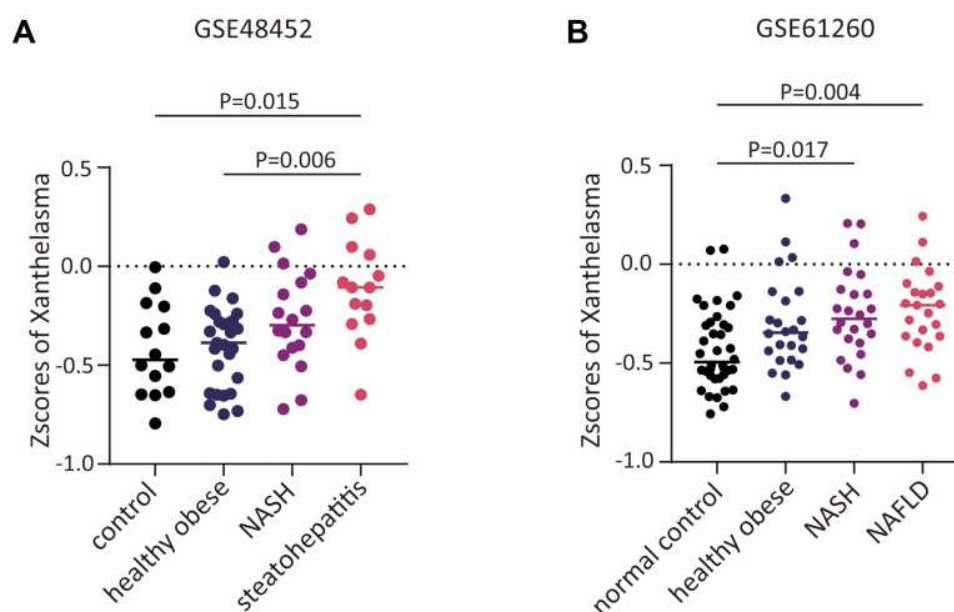 A
GSE48452
P=0.015
P=0.006
Zscores of Xanthelasma
0.5
0.0
-0.5
-1.0
control
healthy obese
NASH
steatohepatitis
B
GSE61260
P=0.004
P=0.017
Zscores of Xanthelasma
0.5
0.0
-0.5
-1.0
normal control
healthy obese
NASH
NAFLD